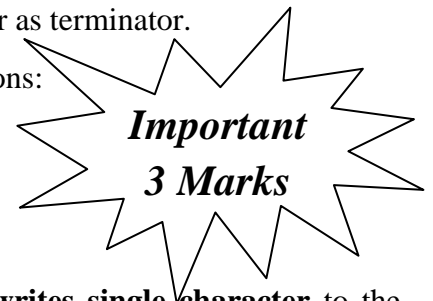 r as terminator.
ons:
Important
3 Marks
writes single character to the